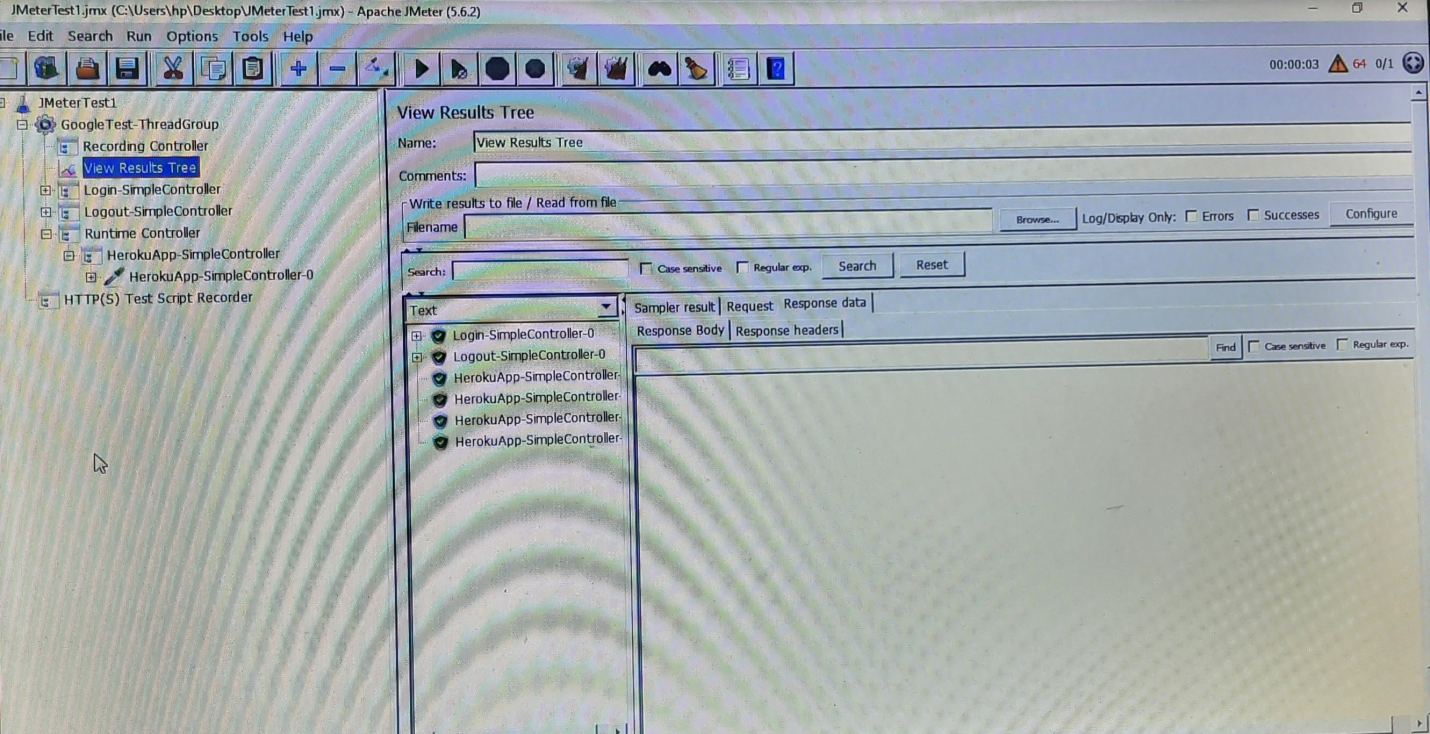 JMeterTest1.jmx (C:\Users\hp\Desktop\JMeterTest1.jmx) - Apache JMeter (5.6.2)
ile Edit Search Run Options Tools Help
00:00:03 64 0/1
JMeterTest1
GoogleTest-ThreadGroup
Recording Controller
View Results Tree
Login-SimpleController
Logout-SimpleController
Runtime Controller
HerokuApp-SimpleController
HerokuApp-SimpleController-0
HTTP(S) Test Script Recorder
View Results Tree
Name: View Results Tree
Comments:
Write results to file / Read from file
Filename Browse... Log/Display Only: Errors Successes Configure
Search: Case sensitive Regular exp. Search Reset
Text
Login-SimpleController-0
Logout-SimpleController-0
HerokuApp-SimpleController-
HerokuApp-SimpleController-
HerokuApp-SimpleController-
HerokuApp-SimpleController-
Sampler result Request Response data
Response Body Response headers
Find Case sensitive Regular exp.